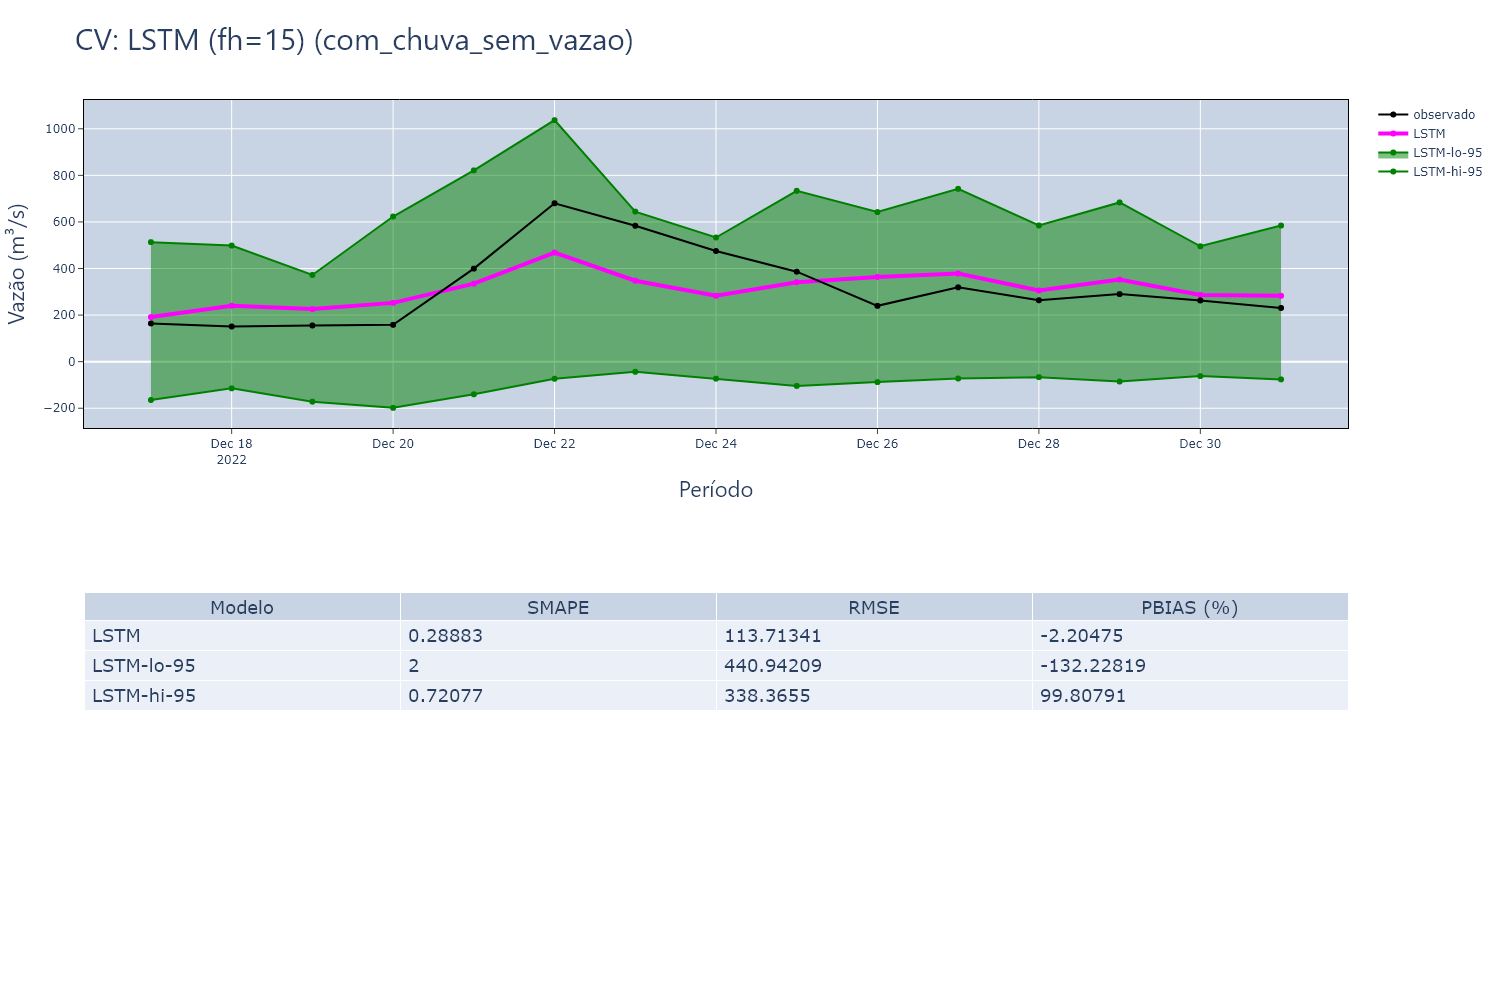 CV: LSTM (fh=15) (com_chuva_sem_vazao)
observado
LSTM
LSTM-lo-95
LSTM-hi-95
Vazão (m³/s)
1000
800
600
400
200
0
−200
Dec 18
2022
Dec 20
Dec 22
Dec 24
Dec 26
Dec 28
Dec 30
Período
Modelo SMAPE RMSE PBIAS (%)
LSTM 0.28883 113.71341 -2.20475
LSTM-lo-95 2 440.94209 -132.22819
LSTM-hi-95 0.72077 338.3655 99.80791